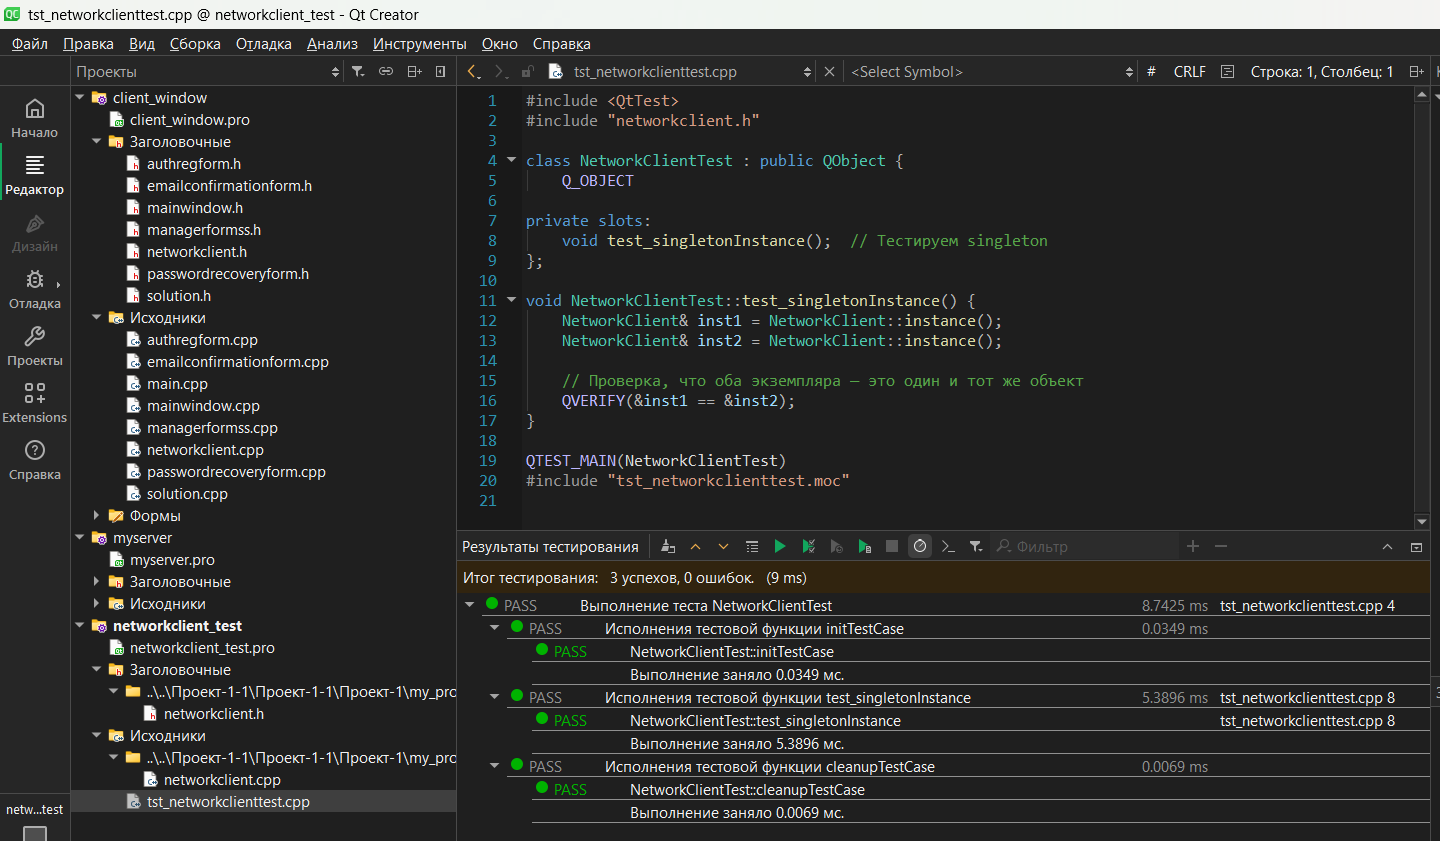 tst_networkclienttest.cpp @ networkclient_test - Qt Creator
Файл Правка Вид Сборка Отладка Анализ Инструменты Окно Справка
Проекты
tst_networkclienttest.cpp
<Select Symbol>
# CRLF Строка: 1, Столбец: 1
Начало
Редактор
Дизайн
Отладка
Проекты
Extensions
Справка
netw...test
client_window
client_window.pro
Заголовочные
authregform.h
emailconfirmationform.h
mainwindow.h
managerformss.h
networkclient.h
passwordrecoveryform.h
solution.h
Исходники
authregform.cpp
emailconfirmationform.cpp
main.cpp
mainwindow.cpp
managerformss.cpp
networkclient.cpp
passwordrecoveryform.cpp
solution.cpp
Формы
myserver
myserver.pro
Заголовочные
Исходники
networkclient_test
networkclient_test.pro
Заголовочные
..\..\Проект-1-1\Проект-1-1\Проект-1\my_pro
networkclient.h
Исходники
..\..\Проект-1-1\Проект-1-1\Проект-1\my_pro
networkclient.cpp
tst_networkclienttest.cpp
1 #include <QtTest>
2 #include "networkclient.h"
3
4 class NetworkClientTest : public QObject {
5 Q_OBJECT
6
7 private slots:
8 void test_singletonInstance(); // Тестируем singleton
9 };
10
11 void NetworkClientTest::test_singletonInstance() {
12 NetworkClient& inst1 = NetworkClient::instance();
13 NetworkClient& inst2 = NetworkClient::instance();
14
15 // Проверка, что оба экземпляра — это один и тот же объект
16 QVERIFY(&inst1 == &inst2);
17 }
18
19 QTEST_MAIN(NetworkClientTest)
20 #include "tst_networkclienttest.moc"
21
Результаты тестирования
Фильтр
Итог тестирования: 3 успехов, 0 ошибок. (9 ms)
PASS Выполнение теста NetworkClientTest 8.7425 ms tst_networkclienttest.cpp 4
PASS Исполнения тестовой функции initTestCase 0.0349 ms
PASS NetworkClientTest::initTestCase
Выполнение заняло 0.0349 мс.
PASS Исполнения тестовой функции test_singletonInstance 5.3896 ms tst_networkclienttest.cpp 8
PASS NetworkClientTest::test_singletonInstance tst_networkclienttest.cpp 8
Выполнение заняло 5.3896 мс.
PASS Исполнения тестовой функции cleanupTestCase 0.0069 ms
PASS NetworkClientTest::cleanupTestCase
Выполнение заняло 0.0069 мс.